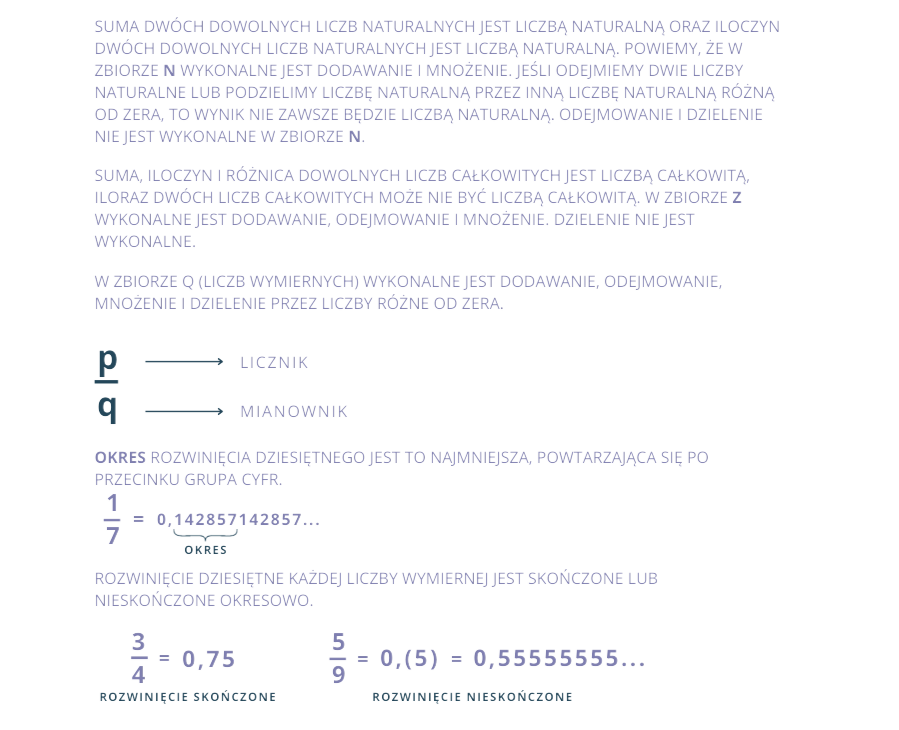 SUMA DWÓCH DOWOLNYCH LICZB NATURALNYCH JEST LICZBĄ NATURALNĄ ORAZ ILOCZYN
DWÓCH DOWOLNYCH LICZB NATURALNYCH JEST LICZBĄ NATURALNĄ. POWIEMY, ŻE W
ZBIORZE N WYKONALNE JEST DODAWANIE I MNOŻENIE. JEŚLI ODEJMIEMY DWIE LICZBY
NATURALNE LUB PODZIELIMY LICZBĘ NATURALNĄ PRZEZ INNĄ LICZBĘ NATURALNĄ RÓŻNĄ
OD ZERA, TO WYNIK NIE ZAWSZE BĘDZIE LICZBĄ NATURALNĄ. ODEJMOWANIE I DZIELENIE
NIE JEST WYKONALNE W ZBIORZE N.
SUMA, ILOCZYN I RÓŻNICA DOWOLNYCH LICZB CAŁKOWITYCH JEST LICZBĄ CAŁKOWITĄ,
ILORAZ DWÓCH LICZB CAŁKOWITYCH MOŻE NIE BYĆ LICZBĄ CAŁKOWITĄ. W ZBIORZE Z
WYKONALNE JEST DODAWANIE, ODEJMOWANIE I MNOŻENIE. DZIELENIE NIE JEST
WYKONALNE.
W ZBIORZE Q (LICZB WYMIERNYCH) WYKONALNE JEST DODAWANIE, ODEJMOWANIE,
MNOŻENIE I DZIELENIE PRZEZ LICZBY RÓŻNE OD ZERA.
p → LICZNIK
q → MIANOWNIK
OKRES ROZWINIĘCIA DZIESIĘTNEGO JEST TO NAJMNIEJSZA, POWTARZAJĄCA SIĘ PO
PRZECINKU GRUPA CYFR.
1/7 = 0,142857142857...
OKRES
ROZWINIĘCIE DZIESIĘTNE KAŻDEJ LICZBY WYMIERNEJ JEST SKOŃCZONE LUB
NIESKOŃCZONE OKRESOWO.
3/4 = 0,75 5/9 = 0,(5) = 0,55555555...
ROZWINIĘCIE SKOŃCZONE ROZWINIĘCIE NIESKOŃCZONE